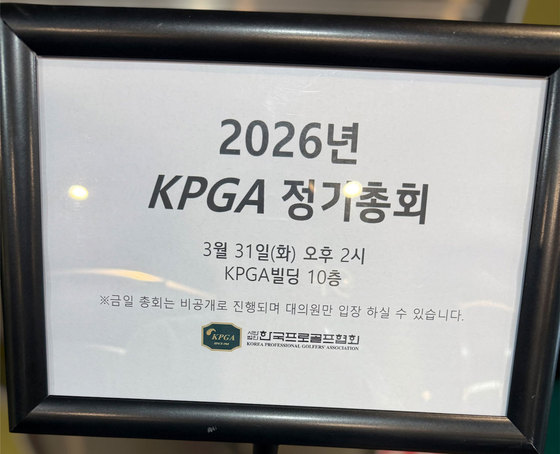 2026년
KPGA 정기총회
3월 31일(화) 오후 2시
KPGA빌딩 10층
※금일 총회는 비공개로 진행되며 대의원만 입장 하실 수 있습니다.
KPGA
사단법인 한국프로골프협회
KOREA PROFESSIONAL GOLFERS' ASSOCIATION